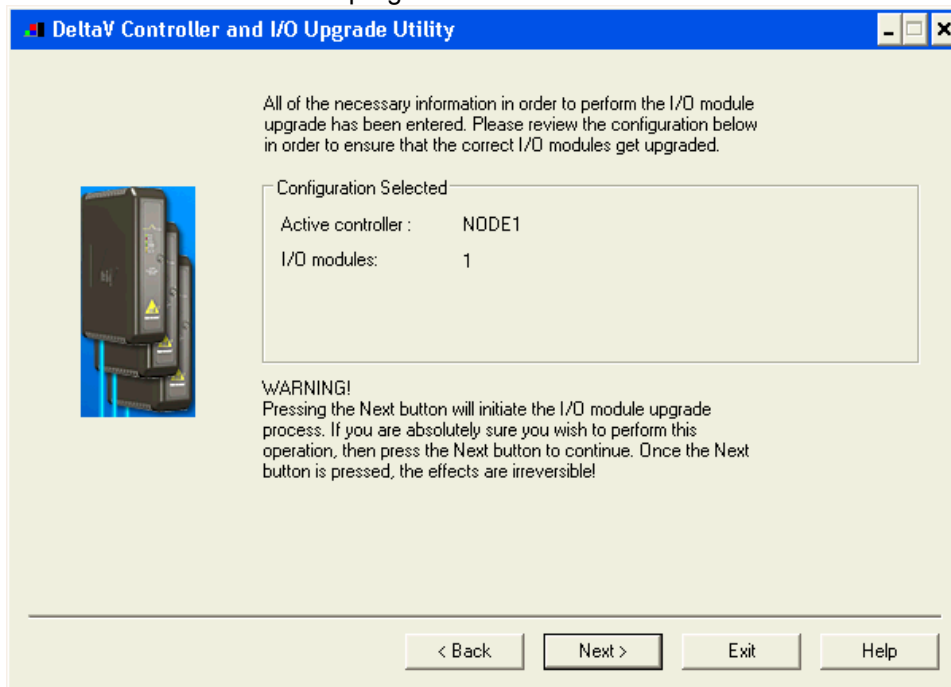 DeltaV Controller and I/O Upgrade Utility
All of the necessary information in order to perform the I/O module
upgrade has been entered. Please review the configuration below
in order to ensure that the correct I/O modules get upgraded.
Configuration Selected
Active controller : NODE1
I/O modules: 1
WARNING!
Pressing the Next button will initiate the I/O module upgrade
process. If you are absolutely sure you wish to perform this
operation, then press the Next button to continue. Once the Next
button is pressed, the effects are irreversible!
< Back Next > Exit Help